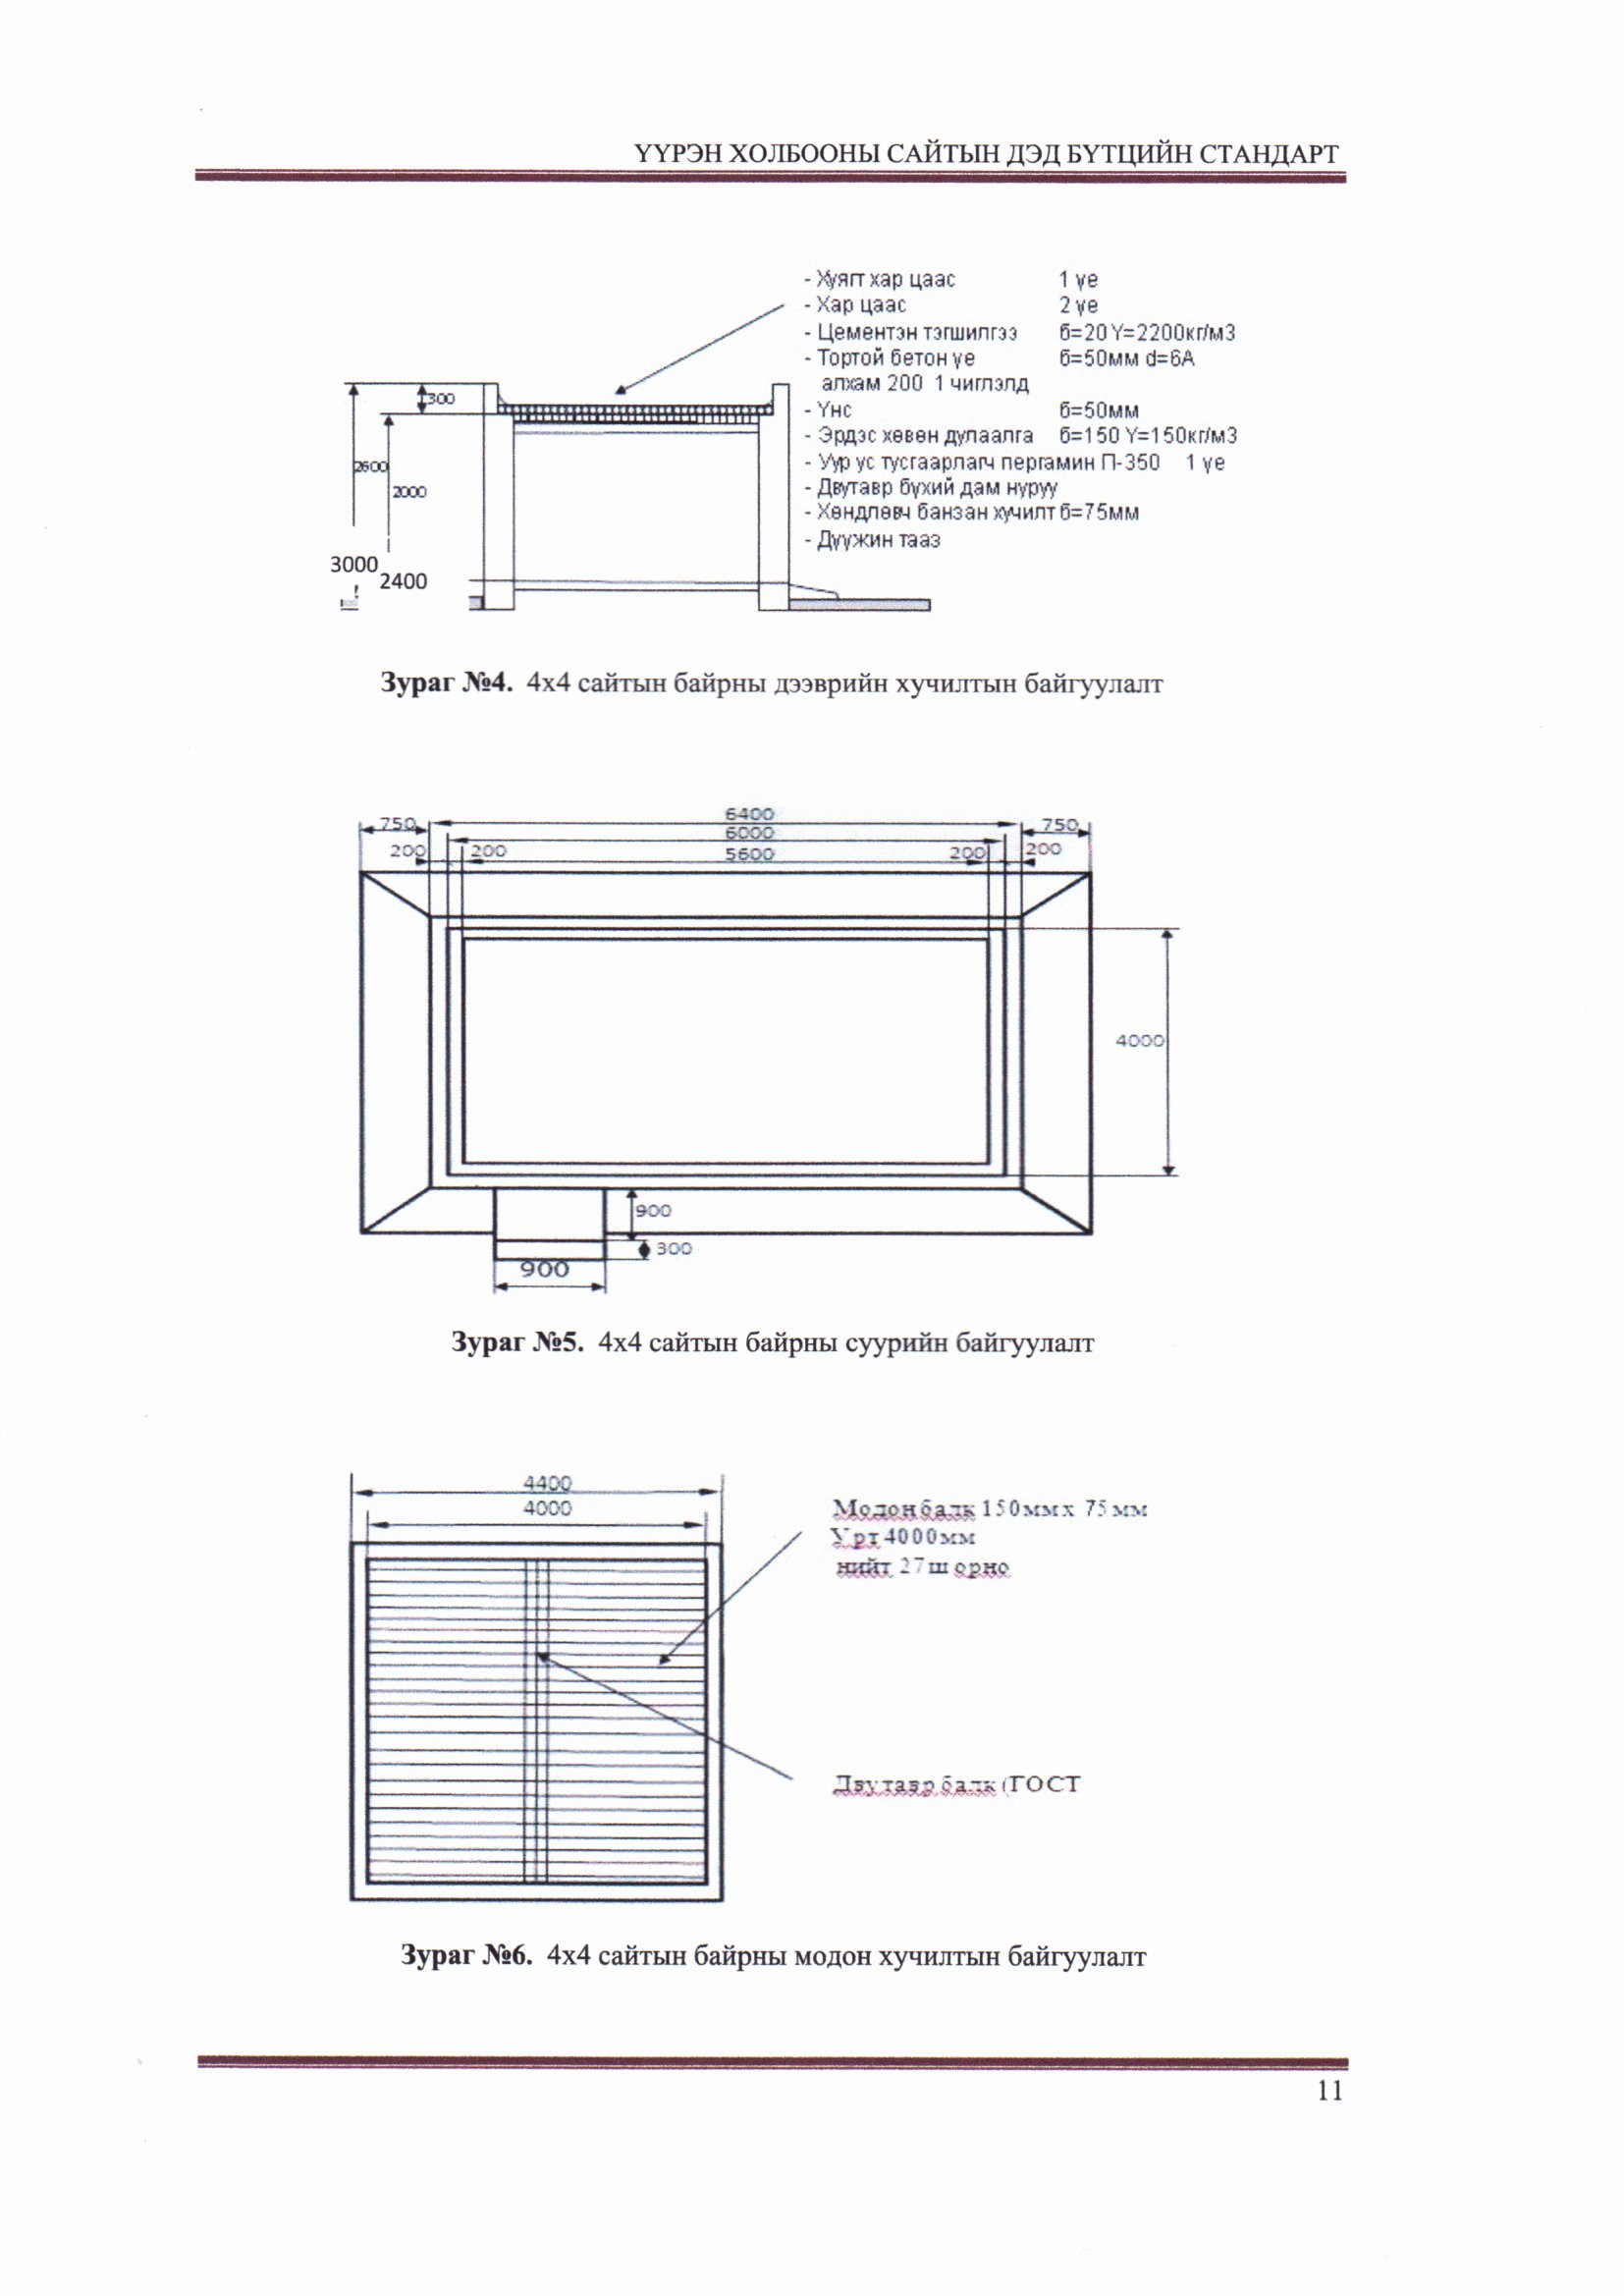 ҮҮРЭН ХОЛБООНЫ САЙТЫН ДЭД БҮТЦИЙН СТАНДАРТ
- Хуягт хар цаас 1 үе
- Хар цаас 2 үе
- Цементэн тэгшилгээ б=20 Y=2200кг/м3
- Тортой бетон үе б=50мм d=6A
алхам 200 1 чиглэлд
- Үнс б=50мм
- Эрдэс хөвөн дулаалга б=150 Y=150кг/м3
- Уур ус тусгаарлагч пергамин П-350 1 үе
- Двутавр бүхий дам нуруу
- Хөндлөвч банзан хучилт б=75мм
- Дүүжин тааз
300
2600
2000
3000
2400
Зураг №4. 4x4 сайтын байрны дээврийн хучилтын байгуулалт
750 6400 750
6000
200 200 5600 200 200
4000
900
300
900
Зураг №5. 4x4 сайтын байрны суурийн байгуулалт
4400
4000
Модон балк 150мм х 75 мм
Урт 4000мм
нийт 27 ш орно
Двутавр балк (ГОСТ
Зураг №6. 4x4 сайтын байрны модон хучилтын байгуулалт
11